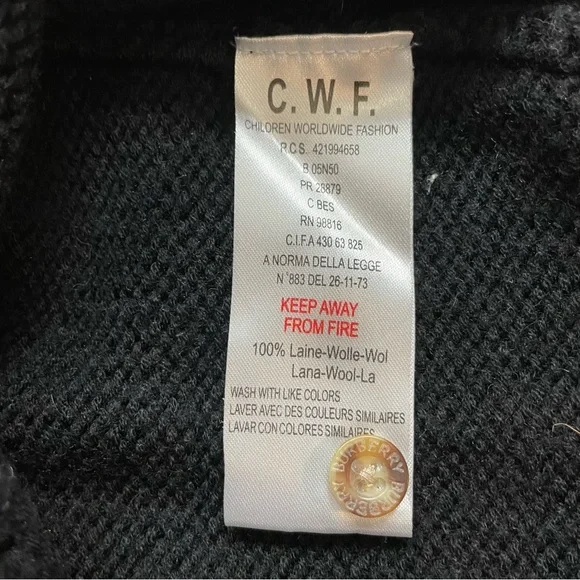 C. W. F.
CHILOREN WORLDWIDE FASHION
R.C.S. 421994658
B.05N50
PR 28879
C BES
RN 98816
C.I.F.A 430 63 825
A NORMA DELLA LEGGE
N°883 DEL 26-11-73
KEEP AWAY
FROM FIRE
100% Laine-Wolle-Wol
Lana-Wool-La
WASH WITH LIKE COLORS
LAVER AVEC DES COULEURS SIMILAIRES
LAVAR CON COLORES SIMILAIRES
BURBERRY BURBERRY